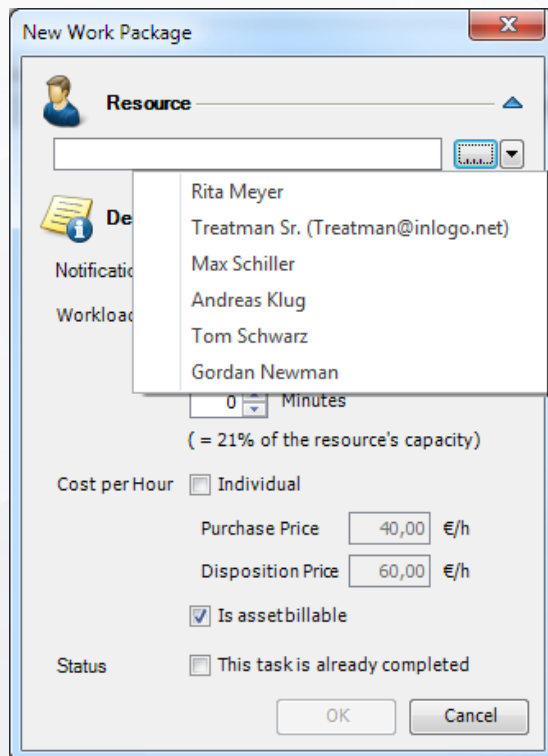 New Work Package
Resource
Rita Meyer
Treatman Sr. (Treatman@inlogo.net)
De
Max Schiller
Notificatio
Andreas Klug
Workload
Tom Schwarz
Gordan Newman
0 Minutes
( = 21% of the resource's capacity)
Cost per Hour Individual
Purchase Price 40,00 €/h
Disposition Price 60,00 €/h
Is asset billable
Status This task is already completed
OK Cancel